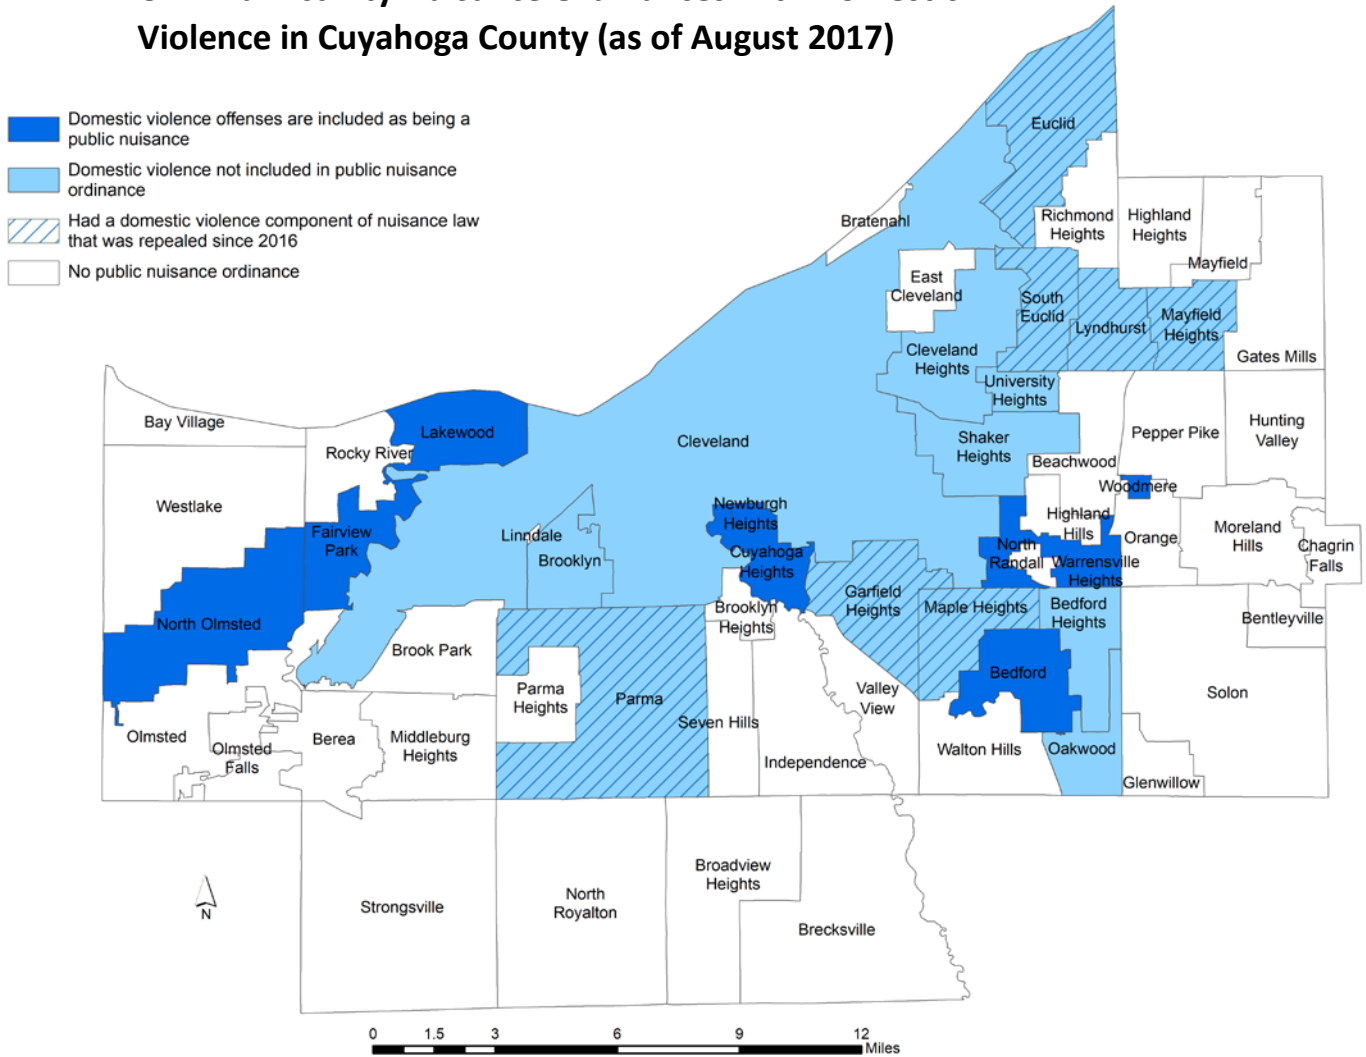 Violence in Cuyahoga County (as of August 2017)
Domestic violence offenses are included as being a
public nuisance
Domestic violence not included in public nuisance
ordinance
Had a domestic violence component of nuisance law
that was repealed since 2016
No public nuisance ordinance
Euclid
Bratenahl
Richmond
Heights
Highland
Heights
Mayfield
East
Cleveland
South
Euclid
Lyndhurst
Mayfield
Heights
Gates Mills
Cleveland
Heights
University
Heights
Bay Village
Lakewood
Rocky River
Cleveland
Shaker
Heights
Beachwood
Pepper Pike
Hunting
Valley
Westlake
Woodmere
Fairview
Park
Linndale
Brooklyn
Newburgh
Heights
Cuyahoga
Heights
North
Randall
Highland
Hills
Warrensville
Heights
Orange
Moreland
Hills
Chagrin
Falls
North Olmsted
Brook Park
Brooklyn
Heights
Garfield
Heights
Maple Heights
Bedford
Heights
Bentleyville
Parma
Heights
Parma
Seven Hills
Valley
View
Bedford
Solon
Olmsted
Olmsted
Falls
Berea
Middleburg
Heights
Independence
Walton Hills
Oakwood
Glenwillow
Strongsville
North
Royalton
Broadview
Heights
Brecksville
N
0 1.5 3 6 9 12
Miles